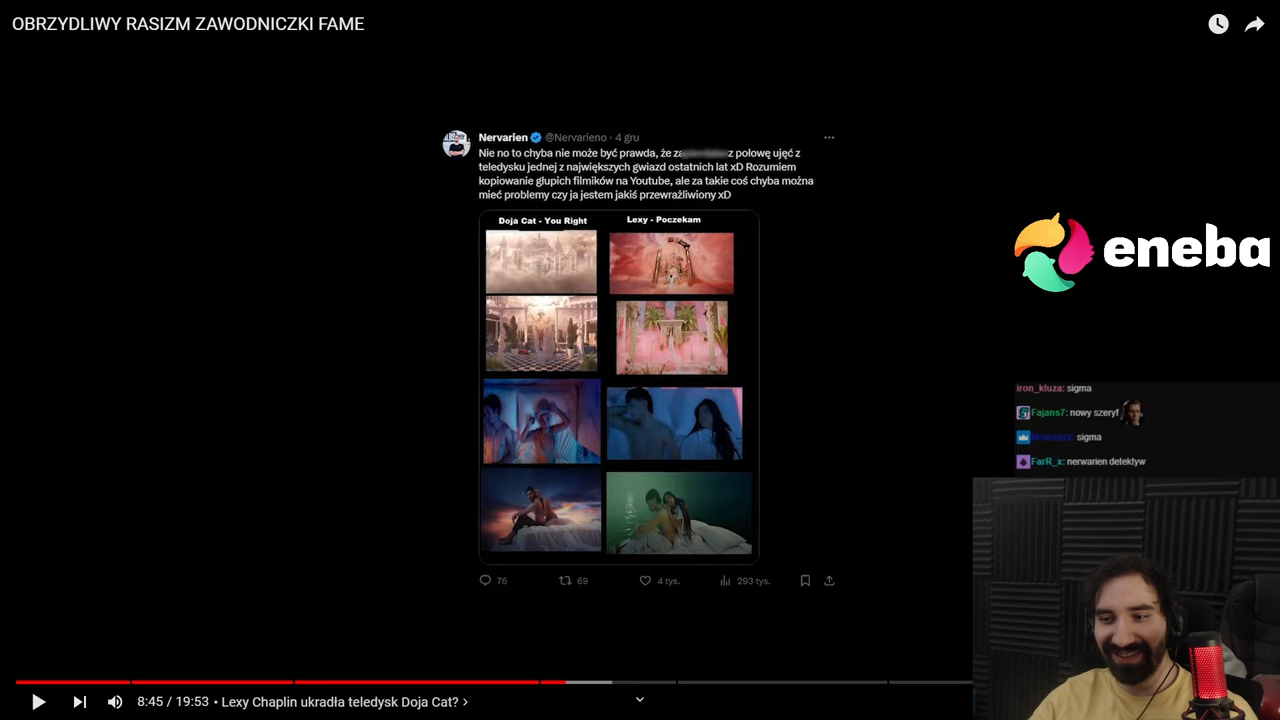 OBRZYDLIWY RASIZM ZAWODNICZKI FAME
Nervarien @Nervarieno · 4 gru
Nie no to chyba nie może być prawda, że za z połowę ujęć z
teledysku jednej z największych gwiazd ostatnich lat xD Rozumiem
kopiowanie głupich filmików na Youtube, ale za takie coś chyba można
mieć problemy czy ja jestem jakiś przewrażliwiony xD
Doja Cat - You Right
Lexy - Poczekam
76
69
4 tys.
293 tys.
eneba
iron_kluza: sigma
Fajans7: nowy szeryf
sigma
FarR_x: nerwarien detektyw
8:45 / 19:53 • Lexy Chaplin ukradła teledysk Doja Cat? >